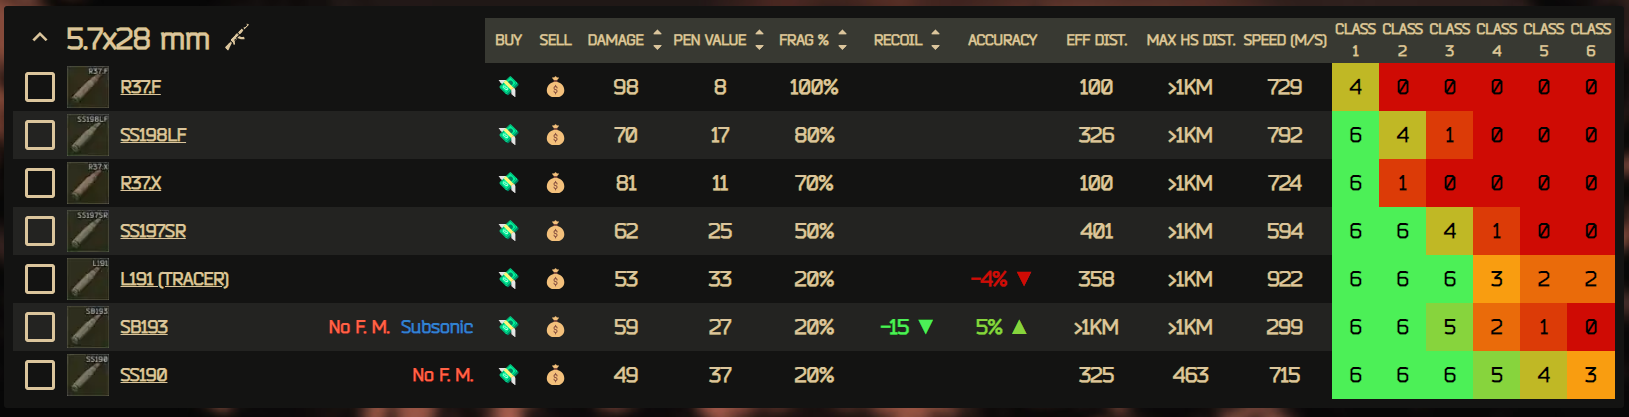 5.7x28 mm BUY SELL DAMAGE PEN VALUE FRAG % RECOIL ACCURACY EFF DIST. MAX HS DIST. SPEED (M/S) CLASS 1 CLASS 2 CLASS 3 CLASS 4 CLASS 5 CLASS 6
R37.F R37.F 98 8 100% 100 >1KM 729 4 0 0 0 0 0
SS198LF SS198LF 70 17 80% 326 >1KM 792 6 4 1 0 0 0
R37.X R37.X 81 11 70% 100 >1KM 724 6 1 0 0 0 0
SS197SR SS197SR 62 25 50% 401 >1KM 594 6 6 4 1 0 0
L191 L191 (TRACER) 53 33 20% -4% ▼ 358 >1KM 922 6 6 6 3 2 2
SB193 SB193 No F. M. Subsonic 59 27 20% -15 ▼ 5% ▲ >1KM >1KM 299 6 6 5 2 1 0
SS190 SS190 No F. M. 49 37 20% 325 463 715 6 6 6 5 4 3